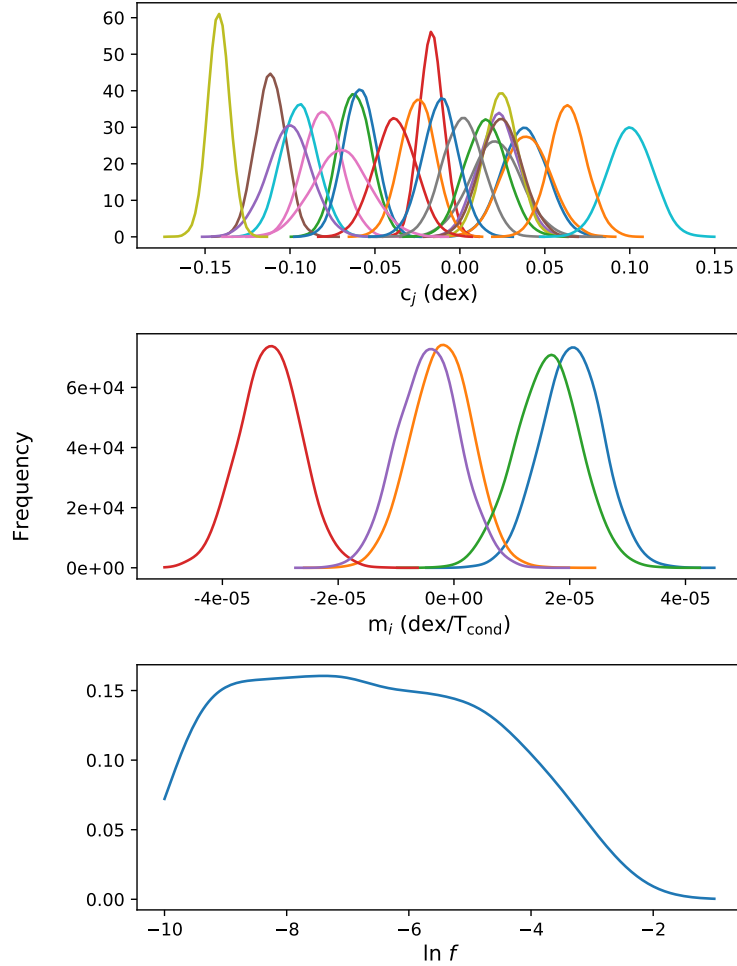 60
50
40
30
20
10
0
−0.15 −0.10 −0.05 0.00 0.05 0.10 0.15
c_j (dex)
Frequency
6e+04
4e+04
2e+04
0e+00
-4e-05 -2e-05 0e+00 2e-05 4e-05
m_i (dex/T_cond)
0.15
0.10
0.05
0.00
−10 −8 −6 −4 −2
ln f